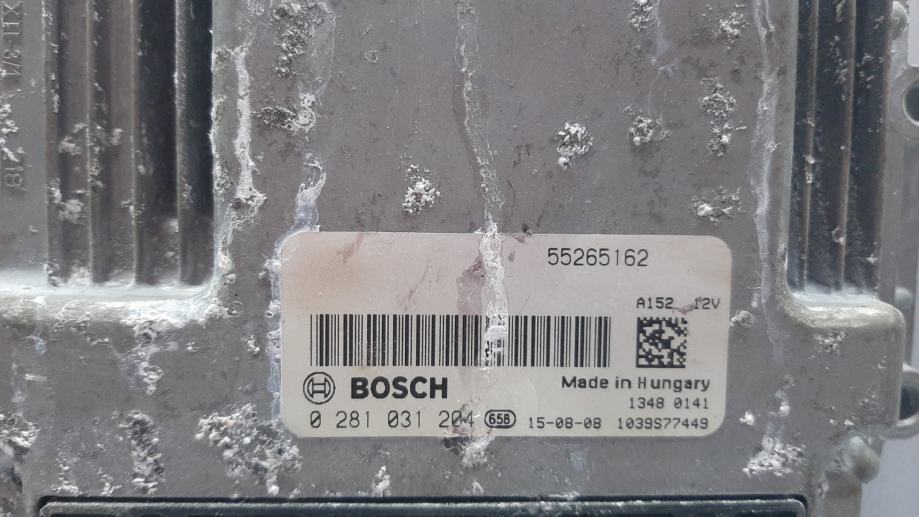 55265162
A152 12V
BOSCH
Made in Hungary
1348 0141
0 281 031 204 658 15-08-08 1039S77449